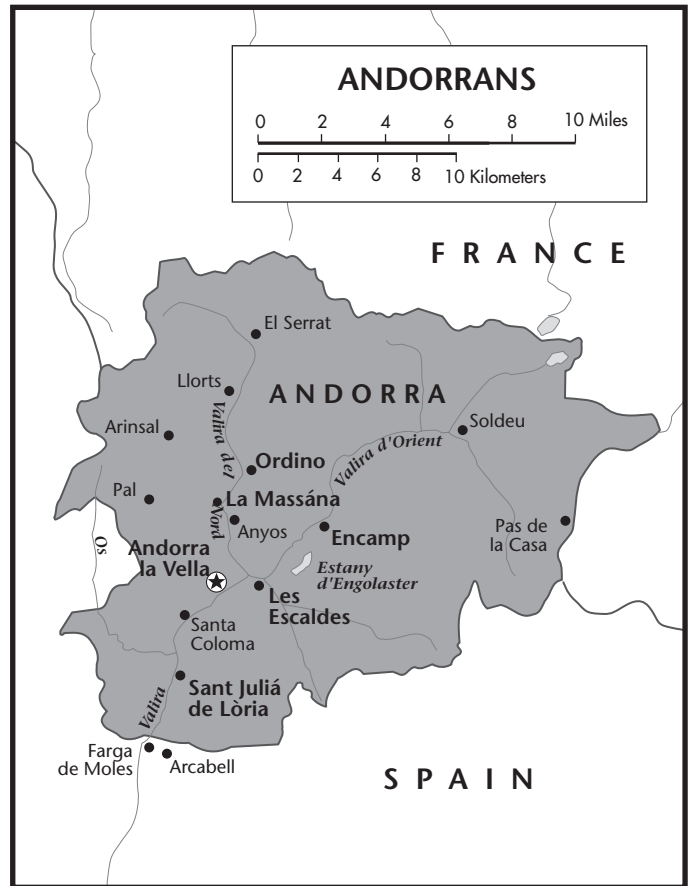 ANDORRANS
0 2 4 6 8 10 Miles
0 2 4 6 8 10 Kilometers
FRANCE
El Serrat
Llorts
ANDORRA
Arinsal
Soldeu
Valira del
Nord
Valira d'Orient
Ordino
Pal
La Massána
Anyos
Encamp
Pas de
la Casa
Os
Andorra
la Vella
Estany
d'Engolaster
Les
Escaldes
Santa
Coloma
Sant Juliá
de Lòria
Valira
Farga
de Moles
Arcabell
SPAIN